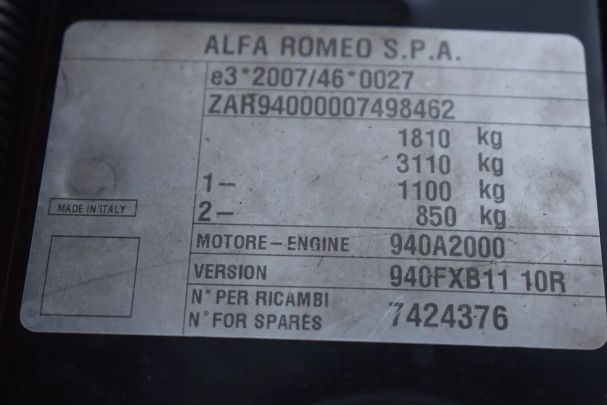 ALFA ROMEO S.P.A.
e3*2007/46*0027
ZAR94000007498462
1810 kg
3110 kg
1- 1100 kg
2- 850 kg
MADE IN ITALY
MOTORE-ENGINE 940A2000
VERSION 940FXB11 10R
N° PER RICAMBI
N° FOR SPARES 7424376